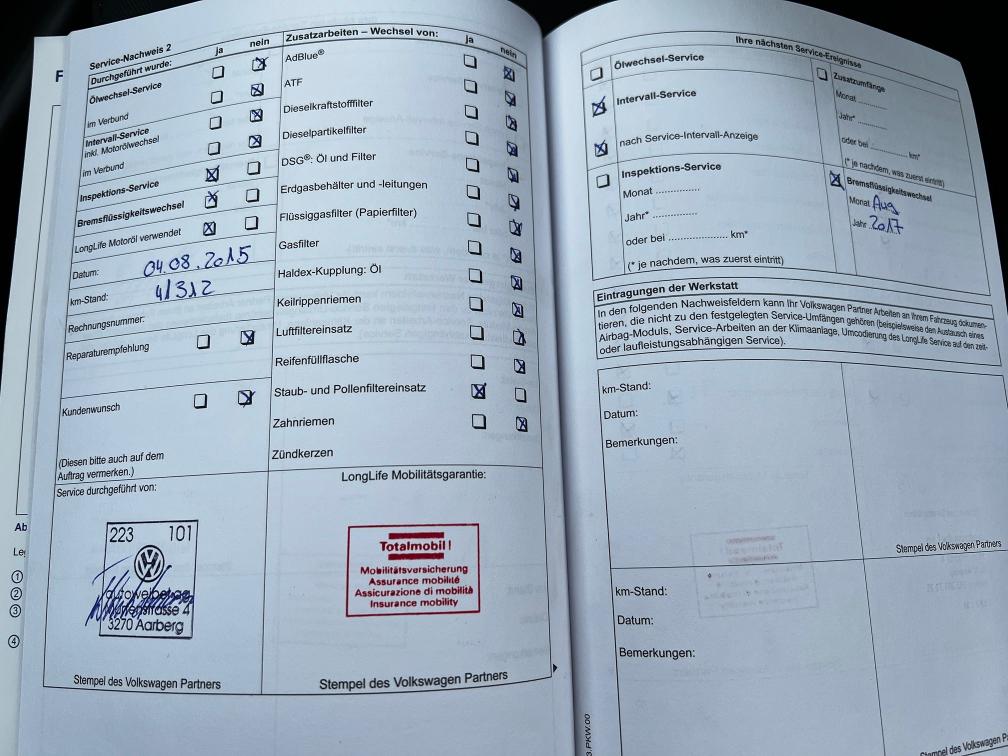 Service-Nachweis 2
ja
nein
Durchgeführt wurde:
Ölwechsel-Service
im Verbund
Intervall-Service
inkl. Motorölwechsel
im Verbund
Inspektions-Service
Bremsflüssigkeitswechsel
LongLife Motoröl verwendet
Datum: 04.08.2015
km-Stand: 41312
Rechnungsnummer:
Reparaturempfehlung
Kundenwunsch
(Diesen bitte auch auf dem
Auftrag vermerken.)
Service durchgeführt von:
223 101
3270 Aarberg
Stempel des Volkswagen Partners
Zusatzarbeiten – Wechsel von:
ja
nein
AdBlue®
ATF
Dieselkraftstofffilter
Dieselpartikelfilter
DSG®: Öl und Filter
Erdgasbehälter und -leitungen
Flüssiggasfilter (Papierfilter)
Gasfilter
Haldex-Kupplung: Öl
Keilrippenriemen
Luftfiltereinsatz
Reifenfüllflasche
Staub- und Pollenfiltereinsatz
Zahnriemen
Zündkerzen
LongLife Mobilitätsgarantie:
Totalmobil!
Mobilitätsversicherung
Assurance mobilité
Assicurazione di mobilità
Insurance mobility
Stempel des Volkswagen Partners
Ihre nächsten Service-Ereignisse
Ölwechsel-Service
Intervall-Service
nach Service-Intervall-Anzeige
Inspektions-Service
Monat ..............
Jahr* ..............
oder bei ................... km*
(* je nachdem, was zuerst eintritt)
Zusatzumfänge
Monat ..........
Jahr* ..........
oder bei ............ km*
(* je nachdem, was zuerst eintritt)
Bremsflüssigkeitswechsel
Monat Aug
Jahr 2017
Eintragungen der Werkstatt
In den folgenden Nachweisfeldern kann Ihr Volkswagen Partner Arbeiten an Ihrem Fahrzeug dokumen-
tieren, die nicht zu den festgelegten Service-Umfängen gehören (beispielsweise den Austausch eines
Airbag-Moduls, Service-Arbeiten an der Klimaanlage, Umcodierung des LongLife Service auf den zeit-
oder laufleistungsabhängigen Service).
km-Stand:
Datum:
Bemerkungen:
Stempel des Volkswagen Partners
km-Stand:
Datum:
Bemerkungen:
Stempel des Volkswagen